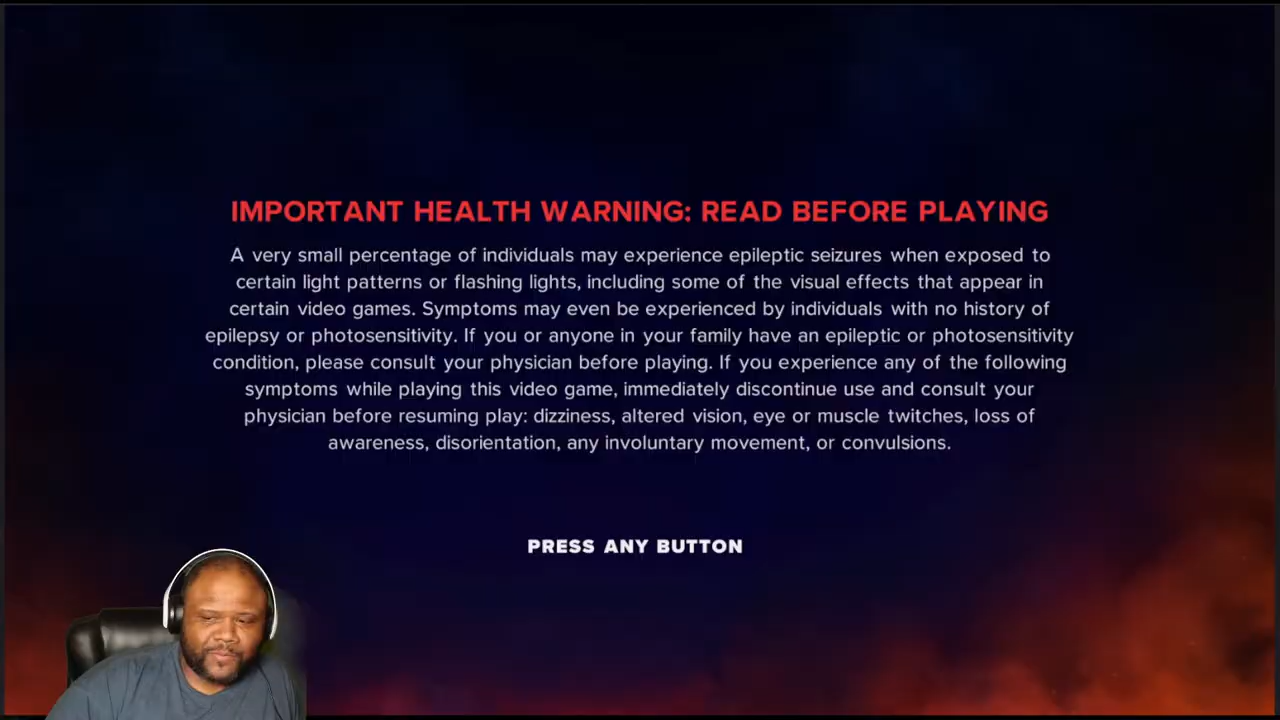 IMPORTANT HEALTH WARNING: READ BEFORE PLAYING
A very small percentage of individuals may experience epileptic seizures when exposed to
certain light patterns or flashing lights, including some of the visual effects that appear in
certain video games. Symptoms may even be experienced by individuals with no history of
epilepsy or photosensitivity. If you or anyone in your family have an epileptic or photosensitivity
condition, please consult your physician before playing. If you experience any of the following
symptoms while playing this video game, immediately discontinue use and consult your
physician before resuming play: dizziness, altered vision, eye or muscle twitches, loss of
awareness, disorientation, any involuntary movement, or convulsions.
PRESS ANY BUTTON